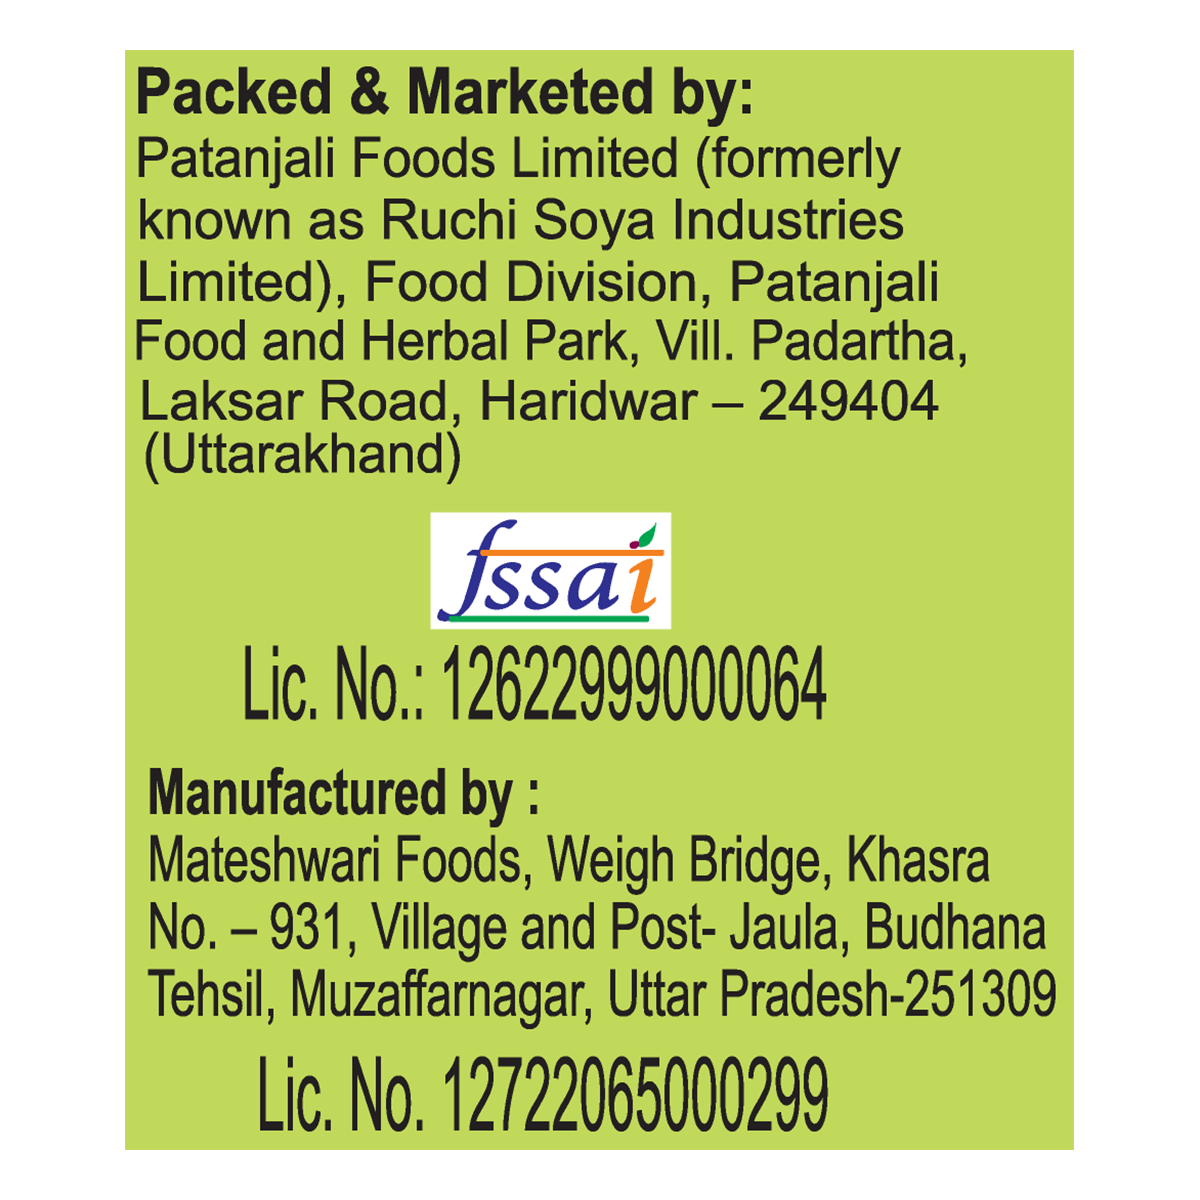 Packed & Marketed by:
Patanjali Foods Limited (formerly
known as Ruchi Soya Industries
Limited), Food Division, Patanjali
Food and Herbal Park, Vill. Padartha,
Laksar Road, Haridwar – 249404
(Uttarakhand)
fssai
Lic. No.: 12622999000064
Manufactured by :
Mateshwari Foods, Weigh Bridge, Khasra
No. – 931, Village and Post- Jaula, Budhana
Tehsil, Muzaffarnagar, Uttar Pradesh-251309
Lic. No. 12722065000299